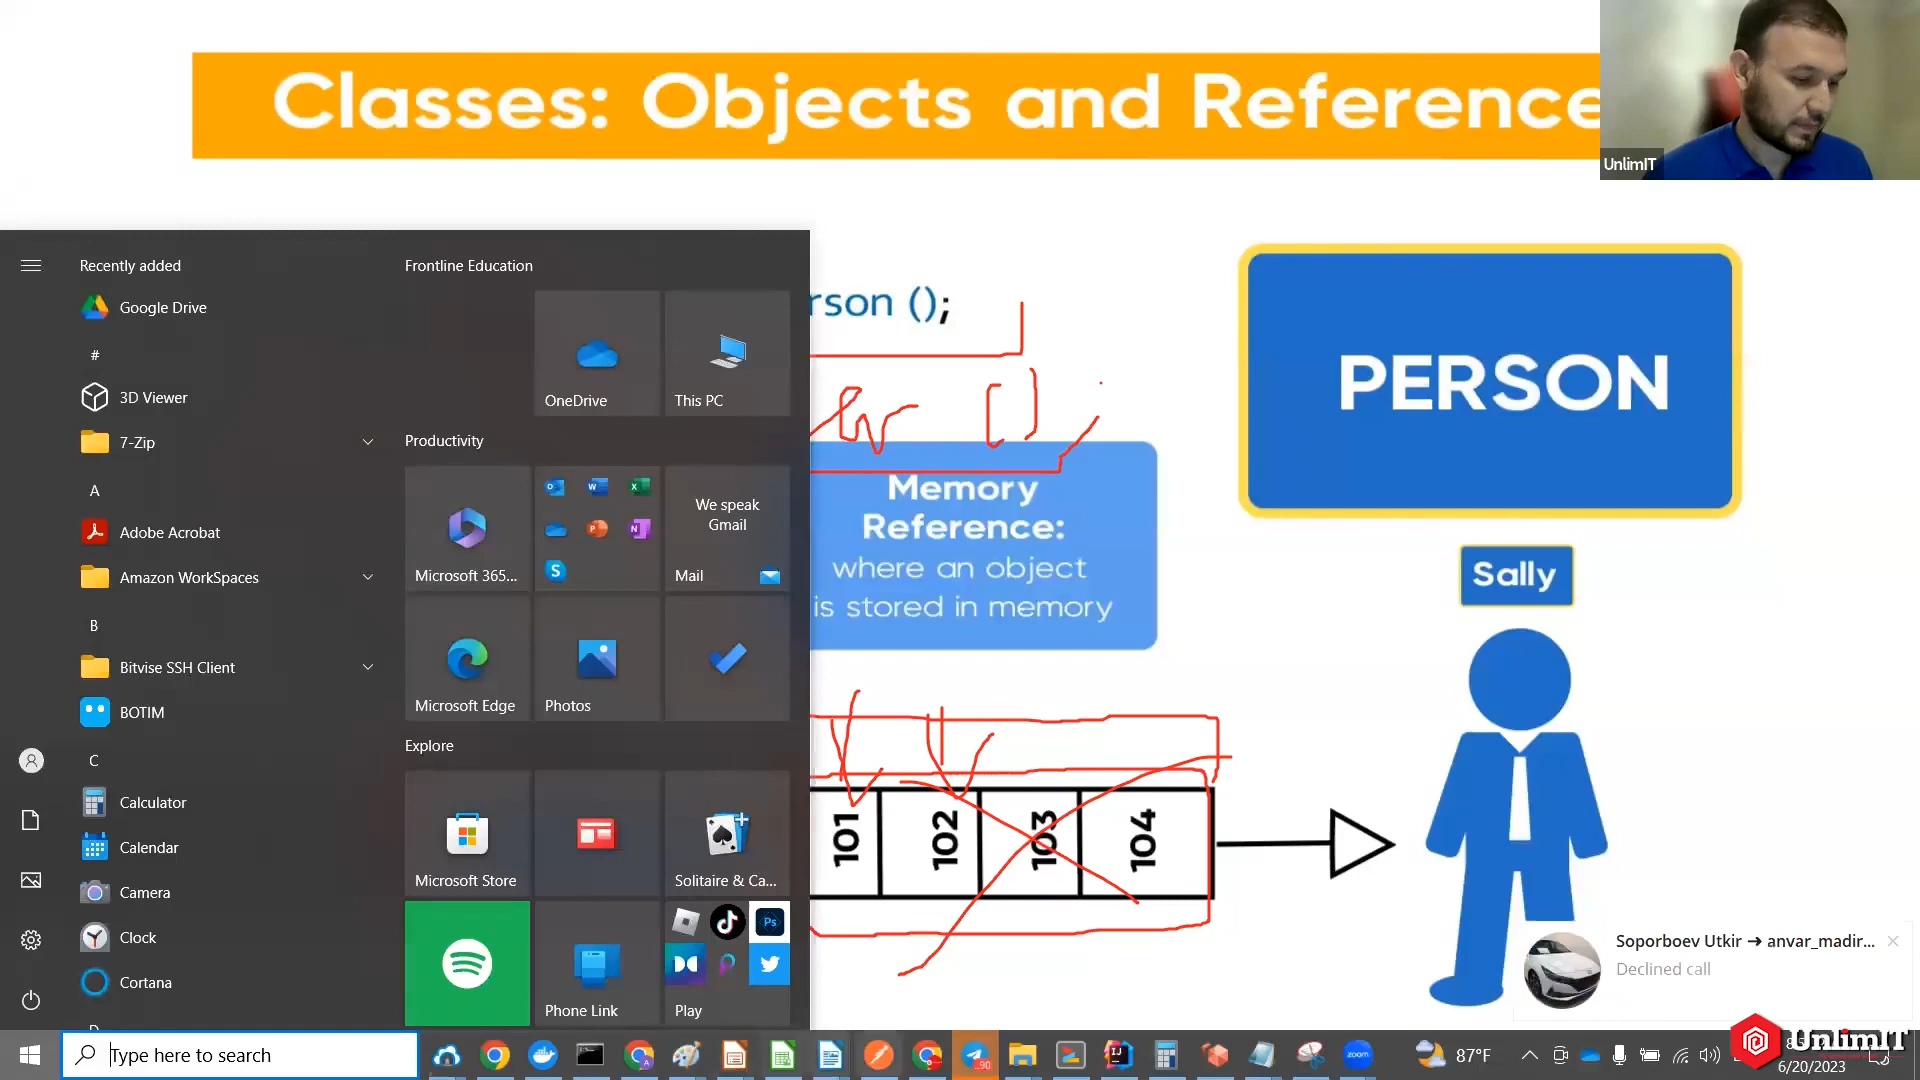 Classes: Objects and Reference
UnlimIT
Recently added
Google Drive
#
3D Viewer
7-Zip
A
Adobe Acrobat
Amazon WorkSpaces
B
Bitvise SSH Client
BOTIM
C
Calculator
Calendar
Camera
Clock
Cortana
Frontline Education
OneDrive
This PC
Productivity
Microsoft 365...
We speak
Gmail
Mail
Microsoft Edge
Photos
Explore
Microsoft Store
Solitaire & Ca...
Phone Link
Play
rson ();
Memory
Reference:
where an object
is stored in memory
101
102
103
104
PERSON
Sally
Soporboev Utkir ➜ anvar_madir...
Declined call
Type here to search
zoom
90
87°F
UnlimIT
6/20/2023